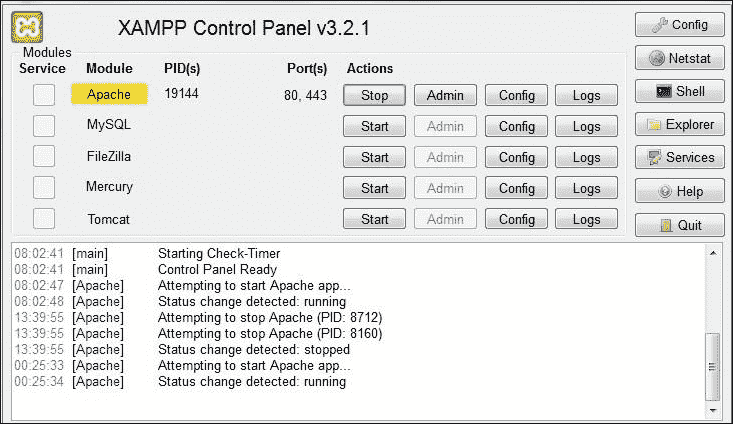 XAMPP Control Panel v3.2.1
Config
Modules
Service Module PID(s) Port(s) Actions
Netstat
Apache 19144 80, 443 Stop Admin Config Logs
Shell
MySQL Start Admin Config Logs
Explorer
FileZilla Start Admin Config Logs
Services
Mercury Start Admin Config Logs
Help
Tomcat Start Admin Config Logs
Quit
08:02:41 [main] Starting Check-Timer
08:02:41 [main] Control Panel Ready
08:02:47 [Apache] Attempting to start Apache app...
08:02:48 [Apache] Status change detected: running
13:39:55 [Apache] Attempting to stop Apache (PID: 8712)
13:39:55 [Apache] Attempting to stop Apache (PID: 8160)
13:39:55 [Apache] Status change detected: stopped
00:25:33 [Apache] Attempting to start Apache app...
00:25:34 [Apache] Status change detected: running